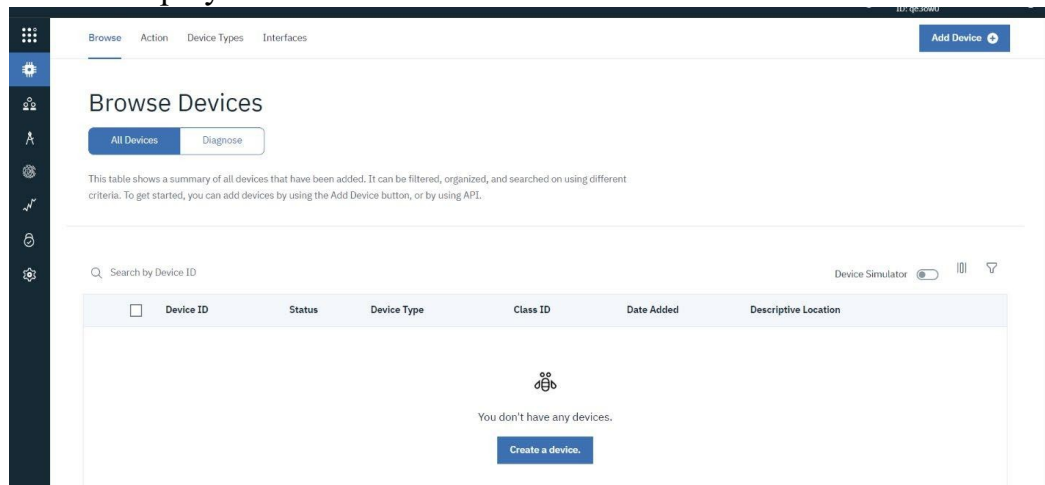 ID: qe38w0
Browse Action Device Types Interfaces Add Device
Browse Devices
All Devices Diagnose
This table shows a summary of all devices that have been added. It can be filtered, organized, and searched on using different
criteria. To get started, you can add devices by using the Add Device button, or by using API.
Search by Device ID Device Simulator
Device ID Status Device Type Class ID Date Added Descriptive Location
You don't have any devices.
Create a device.